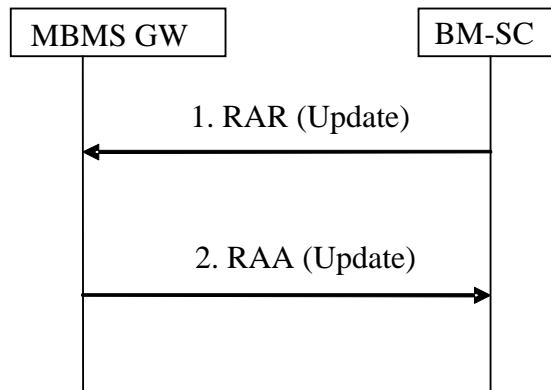 MBMS GW
BM-SC
1. RAR (Update)
2. RAA (Update)